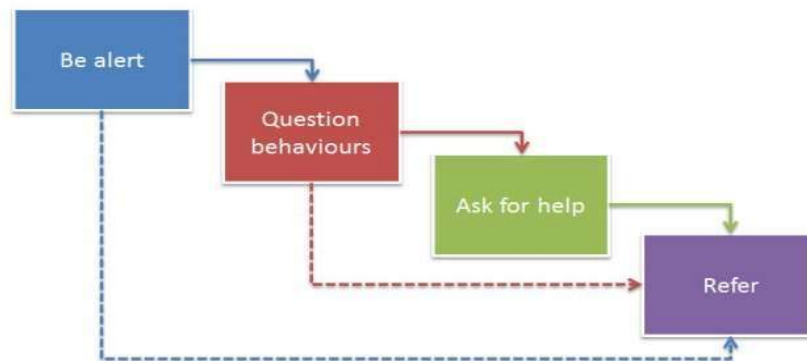 Be alert
Question
behaviours
Ask for help
Refer